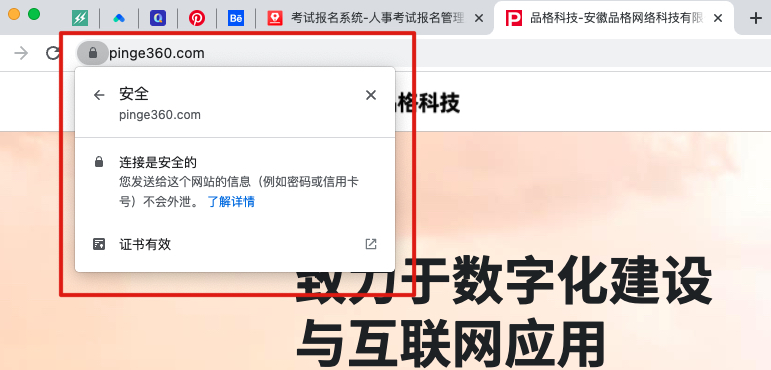 Bē
考试报名系统-人事考试报名管理
品格科技-安徽品格网络科技有限
pinge360.com
安全
pinge360.com
品格科技
连接是安全的
您发送给这个网站的信息（例如密码或信用卡
号）不会外泄。 了解详情
证书有效
致力于数字化建设
与互联网应用